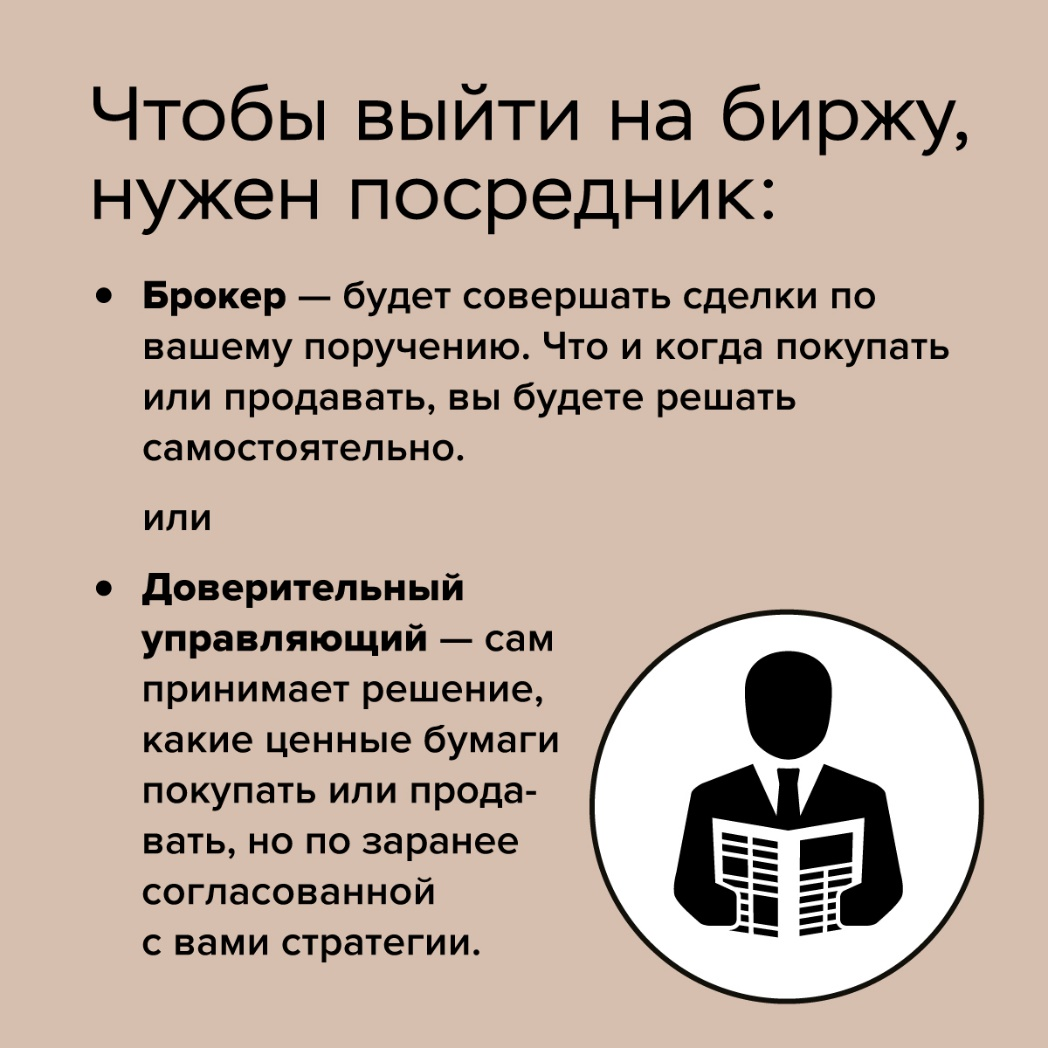 Чтобы выйти на биржу,
нужен посредник:
• Брокер — будет совершать сделки по
вашему поручению. Что и когда покупать
или продавать, вы будете решать
самостоятельно.
или
• Доверительный
управляющий — сам
принимает решение,
какие ценные бумаги
покупать или прода-
вать, но по заранее
согласованной
с вами стратегии.